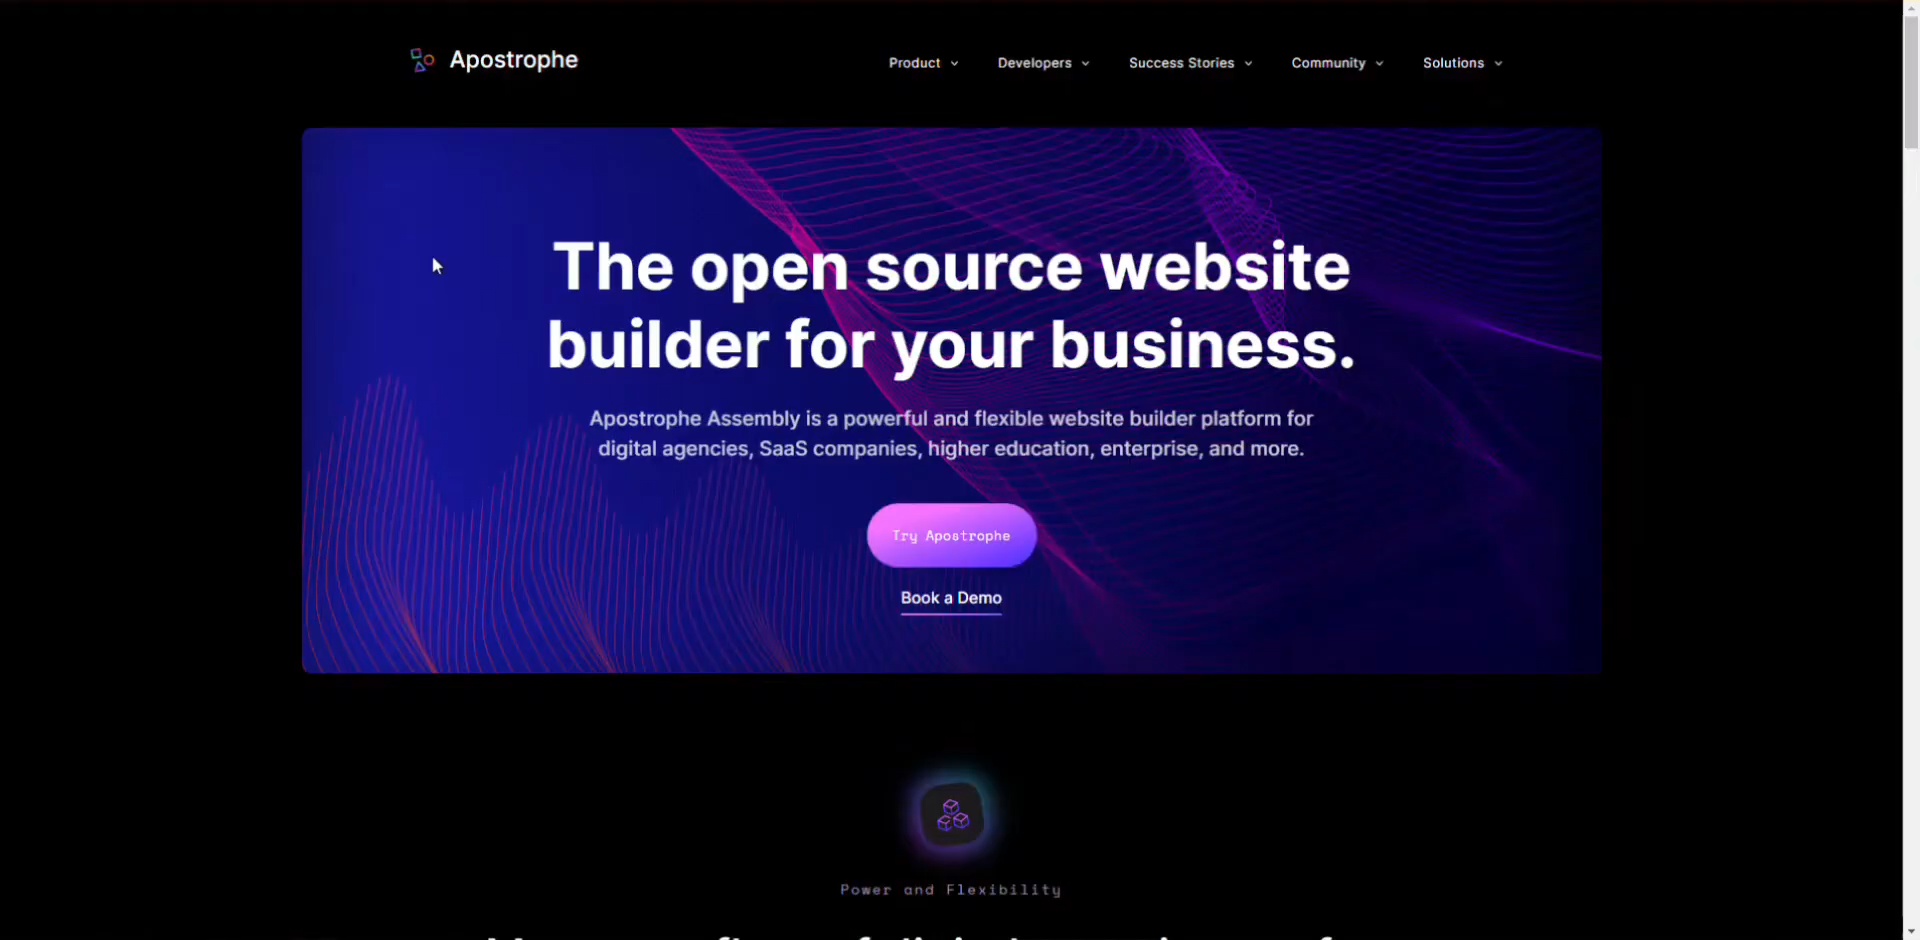 Apostrophe
Product
Developers
Success Stories
Community
Solutions
The open source website
builder for your business.
Apostrophe Assembly is a powerful and flexible website builder platform for
digital agencies, SaaS companies, higher education, enterprise, and more.
Try Apostrophe
Book a Demo
Power and Flexibility